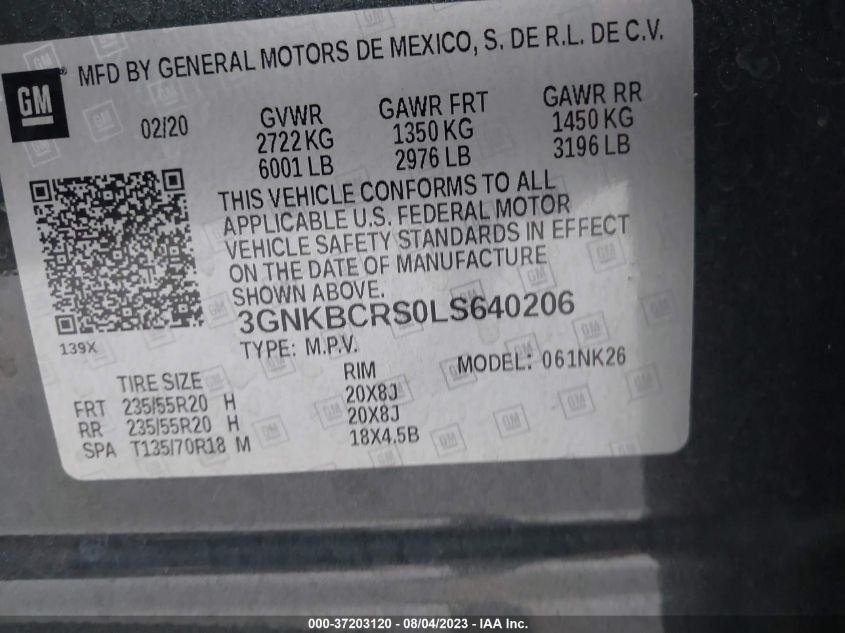 GM
MFD BY GENERAL MOTORS DE MEXICO, S. DE R.L. DE C.V.
02/20 GVWR GAWR FRT GAWR RR
2722 KG 1350 KG 1450 KG
6001 LB 2976 LB 3196 LB
THIS VEHICLE CONFORMS TO ALL
APPLICABLE U.S. FEDERAL MOTOR
VEHICLE SAFETY STANDARDS IN EFFECT
ON THE DATE OF MANUFACTURE
SHOWN ABOVE.
3GNKBCRS0LS640206
139X
TYPE: M.P.V. MODEL: 061NK26
TIRE SIZE RIM
FRT 235/55R20 H 20X8J
RR 235/55R20 H 20X8J
SPA T135/70R18 M 18X4.5B
000-37203120 - 08/04/2023 - IAA Inc.